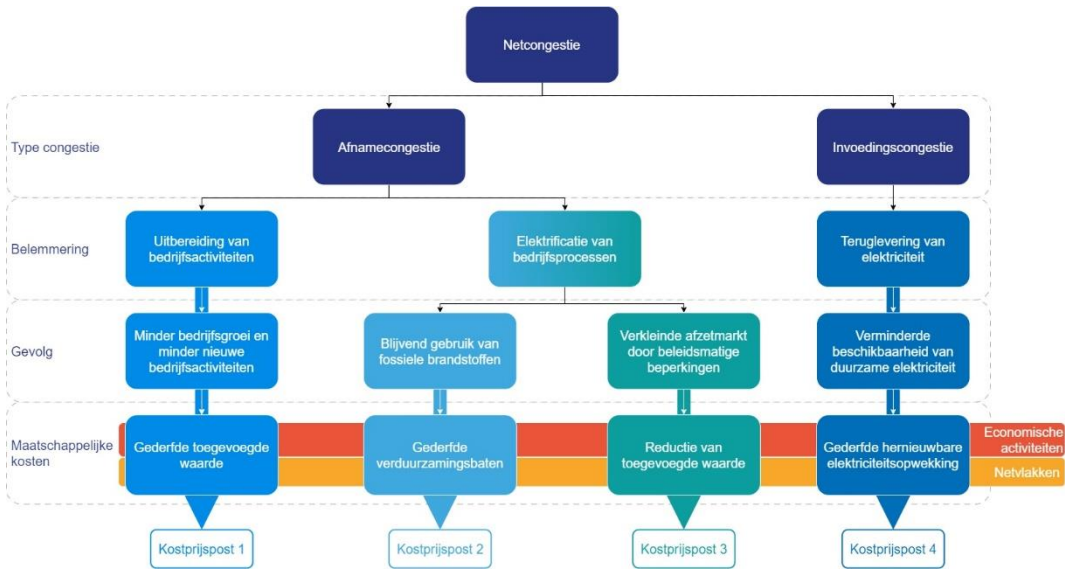 Netcongestie
Type congestie
Afnamecongestie
Invoedingscongestie
Belemmering
Uitbereiding van
bedrijfsactiviteiten
Elektrificatie van
bedrijfsprocessen
Teruglevering van
elektriciteit
Gevolg
Minder bedrijfsgroei en
minder nieuwe
bedrijfsactiviteiten
Blijvend gebruik van
fossiele brandstoffen
Verkleinde afzetmarkt
door beleidsmatige
beperkingen
Verminderde
beschikbaarheid van
duurzame elektriciteit
Maatschappelijke
kosten
Gederfde toegevoegde
waarde
Gederfde
verduurzamingsbaten
Reductie van
toegevoegde waarde
Gederfde hernieuwbare
elektriciteitsopwekking
Economische
activiteiten
Netvlakken
Kostprijspost 1
Kostprijspost 2
Kostprijspost 3
Kostprijspost 4